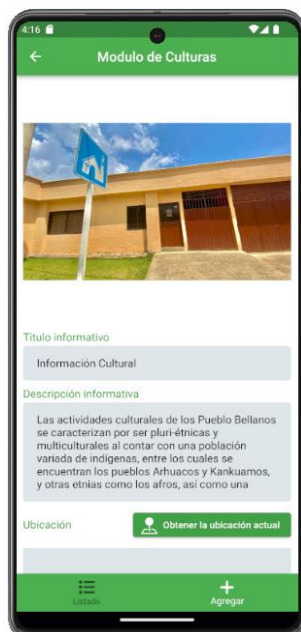 4:16
Modulo de Culturas
Título informativo
Información Cultural
Descripción informativa
Las actividades culturales de los Pueblo Bellanos
se caracterizan por ser pluri-étnicas y
multiculturales al contar con una población
variada de indígenas, entre los cuales se
encuentran los pueblos Arhuacos y Kankuamos,
y otras etnias como los afros, así como una
Ubicación
Obtener la ubicación actual
Listado
Agregar